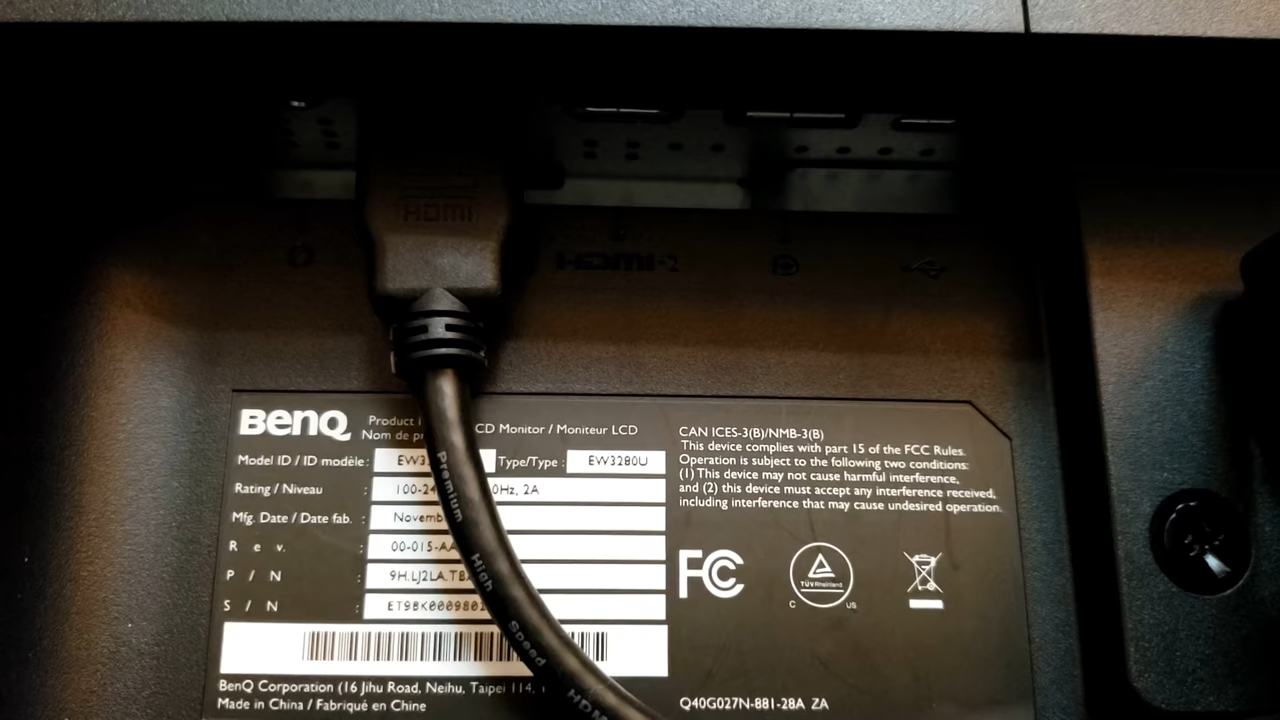 HDMI
HDMI-2
BenQ
Product
CD Monitor / Moniteur LCD
Nom de
Model ID / ID modèle : EW3 Type/Type : EW3280U
Rating / Niveau : 100-24 0Hz, 2A
Mfg. Date / Date fab. : Novemb
Rev. : 00-015-AA
P/N : 9H.LJ2LA.TB
S/N : ET9BK000980
BenQ Corporation (16 Jihu Road, Neihu, Taipei 114,
Made in China / Fabriqué en Chine
CAN ICES-3(B)/NMB-3(B)
This device complies with part 15 of the FCC Rules.
Operation is subject to the following two conditions:
(1) This device may not cause harmful interference,
and (2) this device must accept any interference received,
including interference that may cause undesired operation.
FC
TÜVRheinland
C US
Q40G027N-881-28A ZA
Premium High Speed HDM